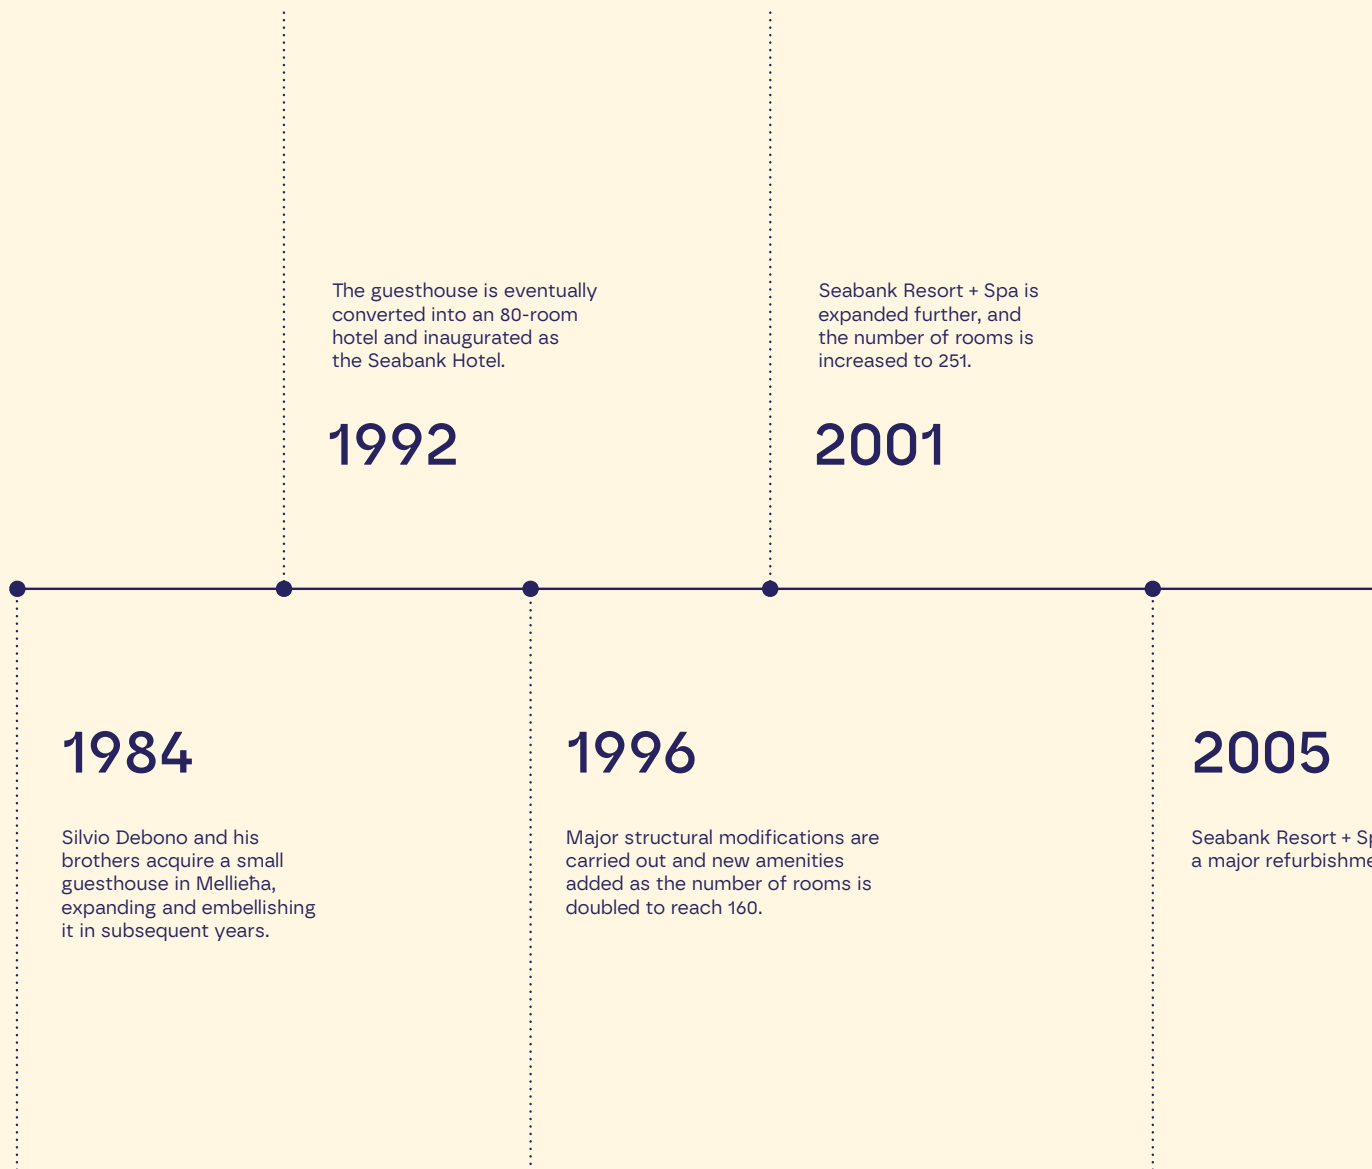 The guesthouse is eventually
converted into an 80-room
hotel and inaugurated as
the Seabank Hotel.
1992
Seabank Resort + Spa is
expanded further, and
the number of rooms is
increased to 251.
2001
1984
Silvio Debono and his
brothers acquire a small
guesthouse in Mellieħa,
expanding and embellishing
it in subsequent years.
1996
Major structural modifications are
carried out and new amenities
added as the number of rooms is
doubled to reach 160.
2005
Seabank Resort +
a major